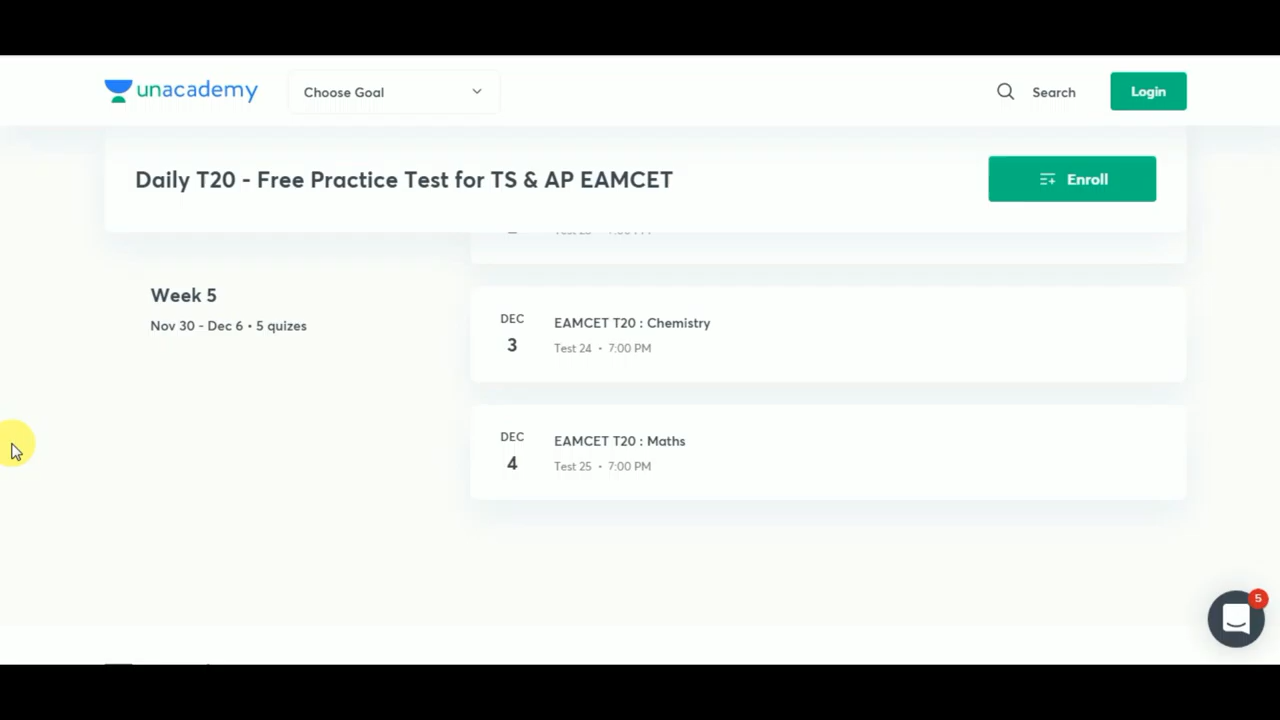 unacademy
Choose Goal
Search
Login
Daily T20 - Free Practice Test for TS & AP EAMCET
Enroll
Week 5
Nov 30 - Dec 6 • 5 quizes
DEC
3
EAMCET T20 : Chemistry
Test 24 • 7:00 PM
DEC
4
EAMCET T20 : Maths
Test 25 • 7:00 PM
5